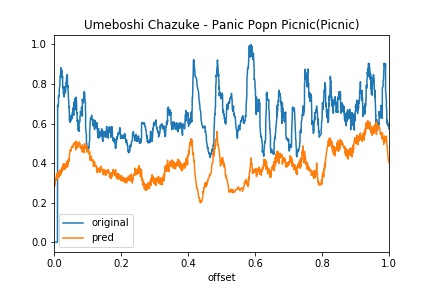 Umeboshi Chazuke - Panic Popn Picnic(Picnic)
1.0
0.8
0.6
0.4
0.2
0.0
original
pred
0.0 0.2 0.4 0.6 0.8 1.0
offset